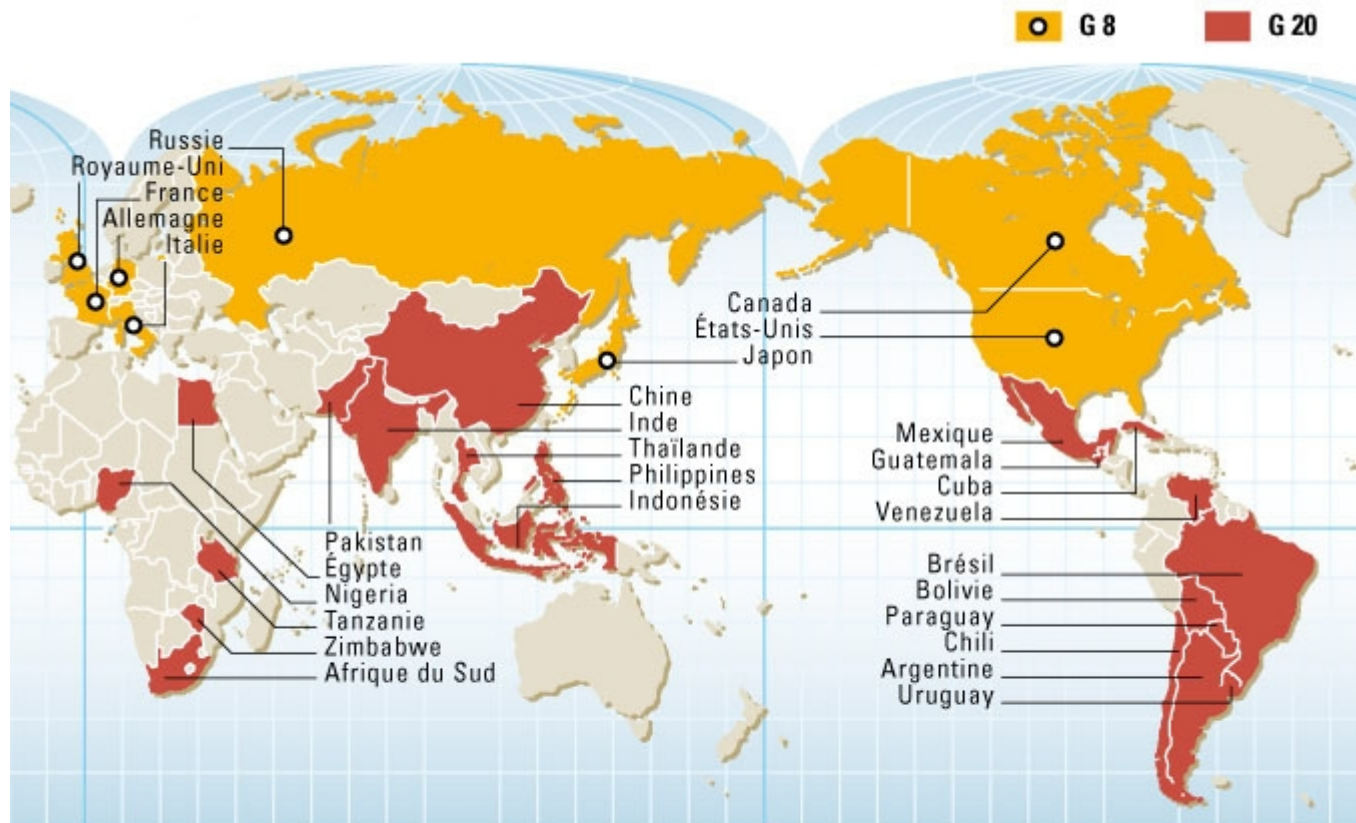 G 8
G 20
Russie
Royaume-Uni
France
Allemagne
Italie
Canada
États-Unis
Japon
Chine
Inde
Thaïlande
Philippines
Indonésie
Pakistan
Égypte
Nigeria
Tanzanie
Zimbabwe
Afrique du Sud
Mexique
Guatemala
Cuba
Venezuela
Brésil
Bolivie
Paraguay
Chili
Argentine
Uruguay